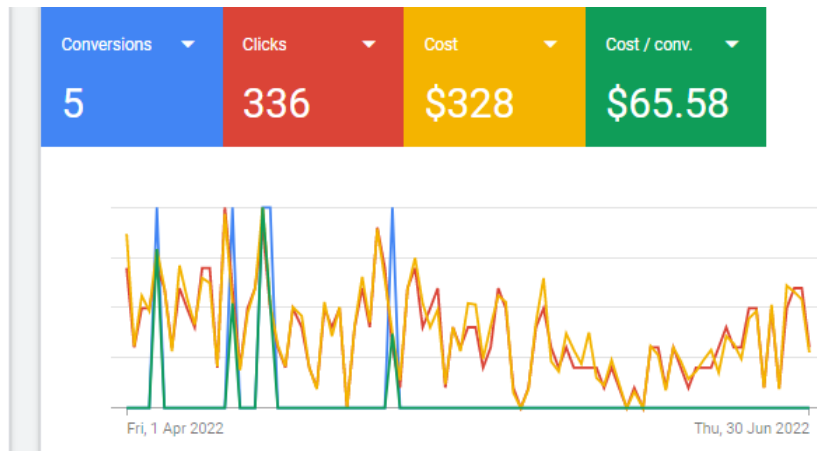 Conversions Clicks Cost Cost / conv.
5 336 $328 $65.58
Fri, 1 Apr 2022 Thu, 30 Jun 2022